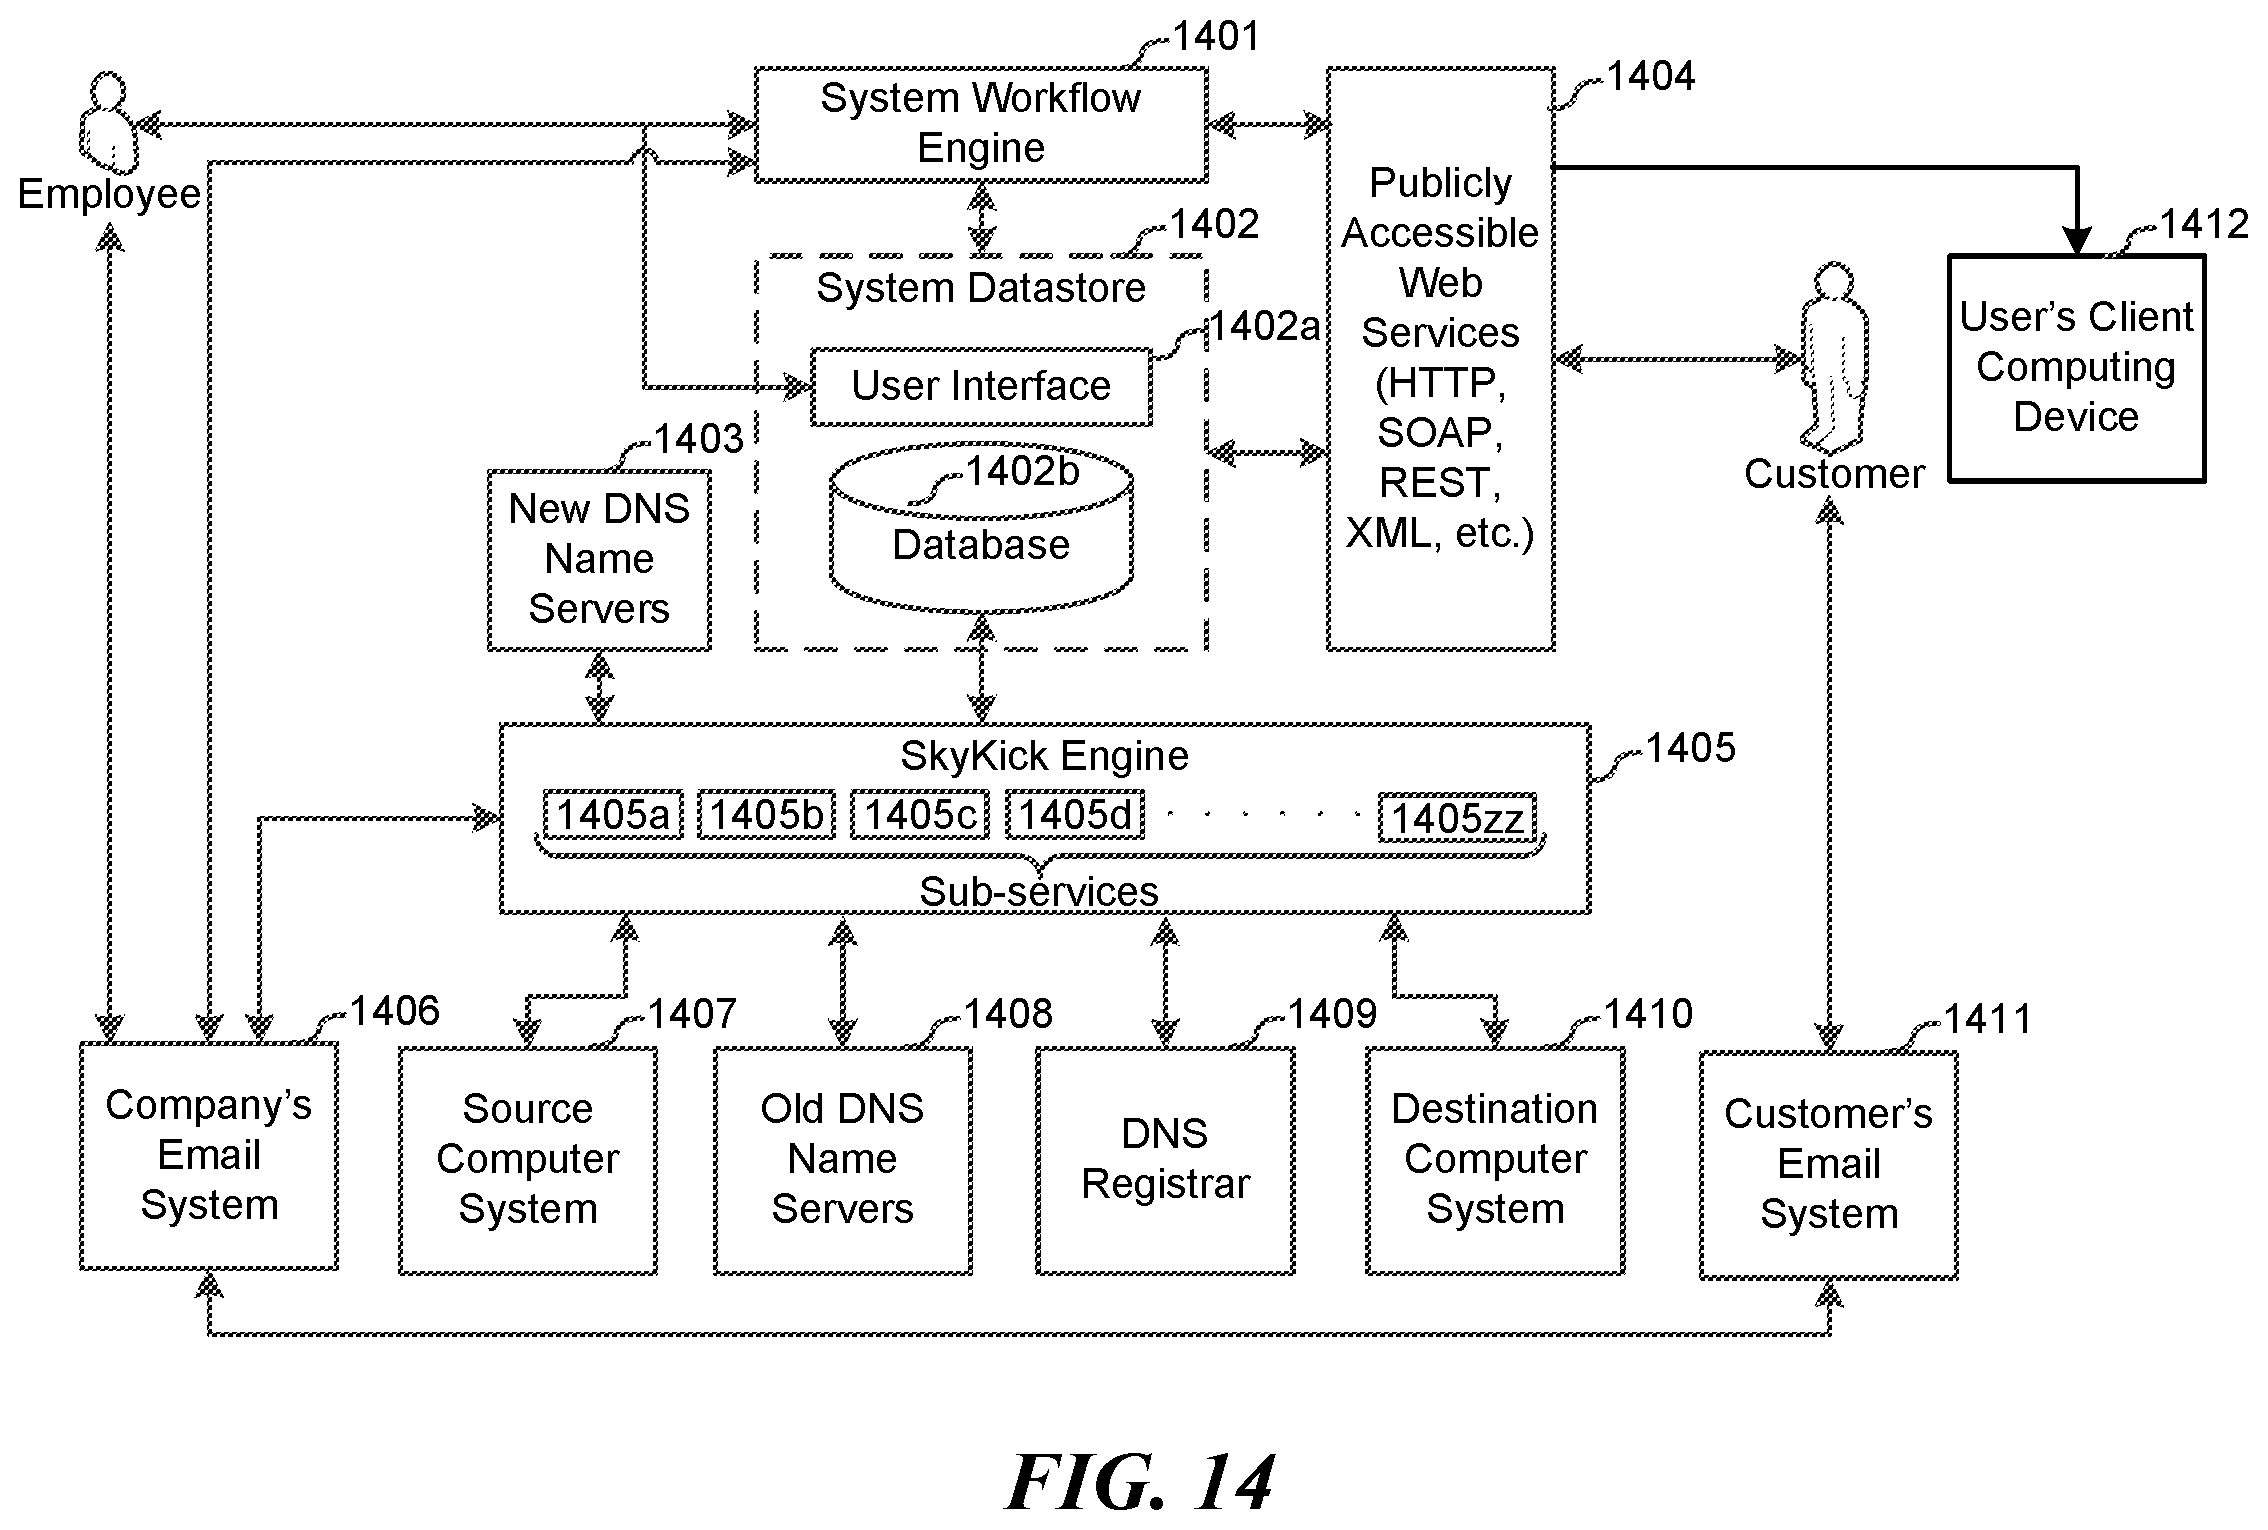 1401
System Workflow
Engine
1404
Employee
Publicly
Accessible
Web
Services
(HTTP,
SOAP,
REST,
XML, etc.)
1412
User's Client
Computing
Device
1402
System Datastore
1402a
User Interface
1402b
Database
1403
New DNS
Name
Servers
Customer
1405
SkyKick Engine
1405a 1405b 1405c 1405d . . . . . . 1405zz
Sub-services
1406
Company's
Email
System
1407
Source
Computer
System
1408
Old DNS
Name
Servers
1409
DNS
Registrar
1410
Destination
Computer
System
1411
Customer's
Email
System
FIG. 14